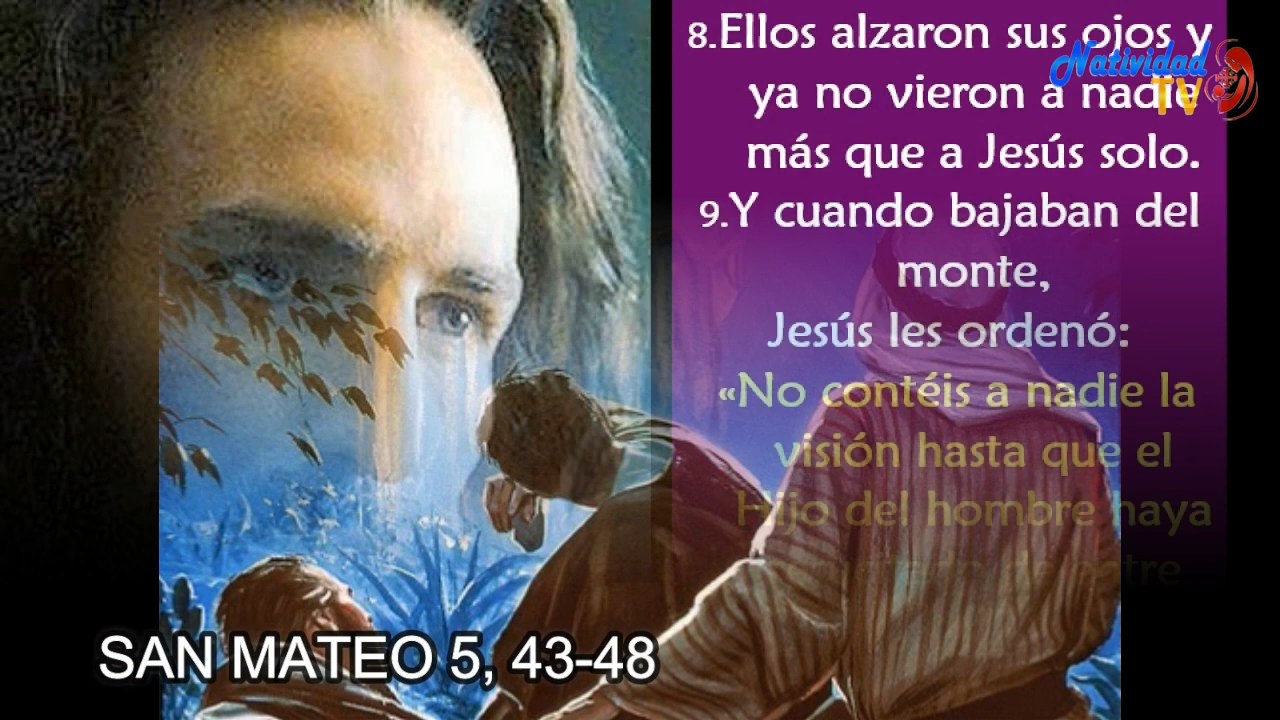 8.Ellos alzaron sus ojos y
ya no vieron a nadie
más que a Jesús solo.
9.Y cuando bajaban del
monte,
Jesús les ordenó:
«No contéis a nadie la
visión hasta que el
Hijo del hombre haya
de entre
Natividad
TV
SAN MATEO 5, 43-48